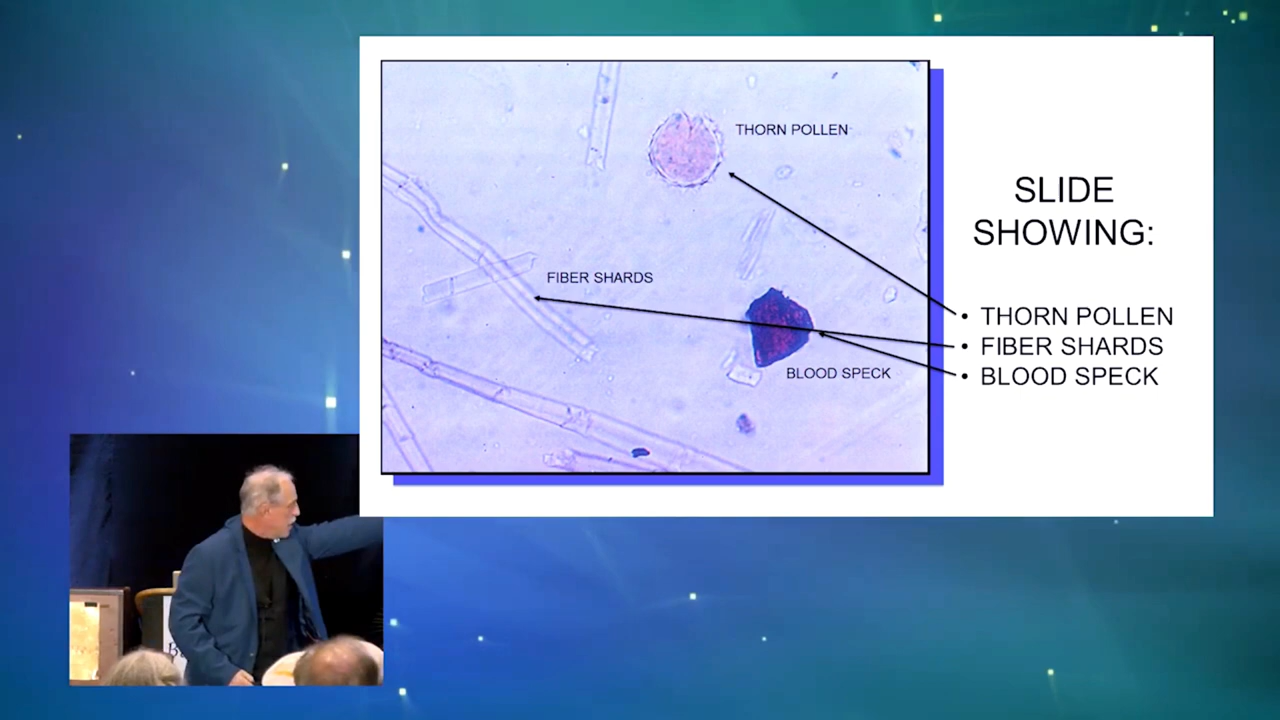 THORN POLLEN
FIBER SHARDS
BLOOD SPECK
SLIDE
SHOWING:
• THORN POLLEN
• FIBER SHARDS
• BLOOD SPECK